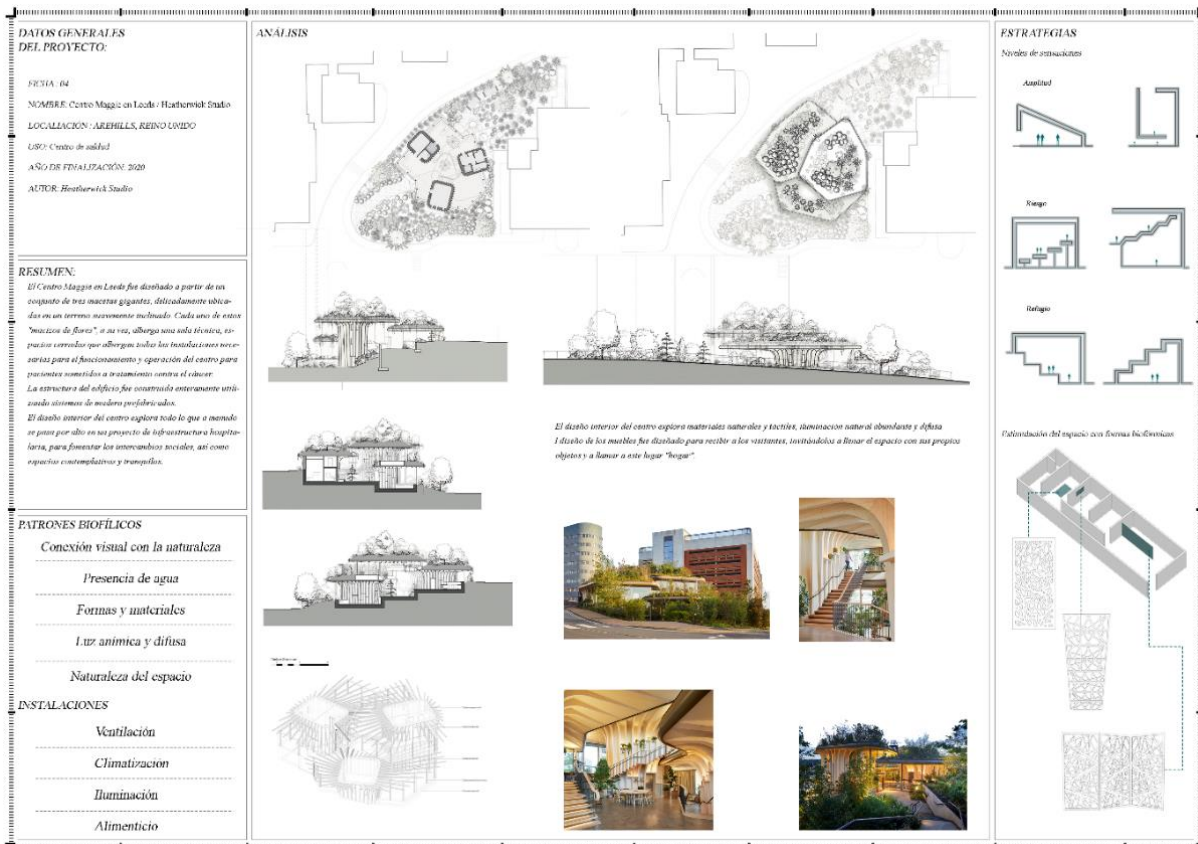 DATOS GENERALES
DEL PROYECTO:
FICHA : 04
NOMBRE: Centro Maggie en Leeds / Heatherwick Studio
LOCALIACIÓN : AREHILLS, REINO UNIDO
USO: Centro de saldud
AÑO DE FINALIZACIÓN: 2020
AUTOR: Heatherwick Studio
RESUMEN:
El Centro Maggie en Leeds fue diseñado a partir de un
conjunto de tres macetas gigantes, delicadamente ubica-
das en un terreno suavemente inclinado. Cada uno de estos
"macizos de flores", a su vez, alberga una sala técnica, es-
pacios cerrados que albergan todas las instalaciones nece-
sarias para el funcionamiento y operación del centro para
pacientes sometidos a tratamiento contra el cáncer.
La estructura del edificio fue construida enteramente utili-
zando sistemas de madera prefabricados.
El diseño interior del centro explora todo lo que a menudo
se pasa por alto en un proyecto de infraestructura hospita-
laria, para fomentar los intercambios sociales, así como
espacios contemplativos y tranquilos.
PATRONES BIOFÍLICOS
Conexión visual con la naturaleza
Presencia de agua
Formas y materiales
Luz anímica y difusa
Naturaleza del espacio
INSTALACIONES
Ventilación
Climatización
Iluminación
Alimenticio
ANÁLISIS
El diseño interior del centro explora materiales naturales y táctiles, iluminación natural abundante y difusa
l diseño de los muebles fue diseñado para recibir a los visitantes, invitándolos a llenar el espacio con sus propios
objetos y a llamar a este lugar "hogar".
ESTRATEGIAS
Niveles de sensaciones
Amplitud
Riesgo
Refugio
del espacio con formas